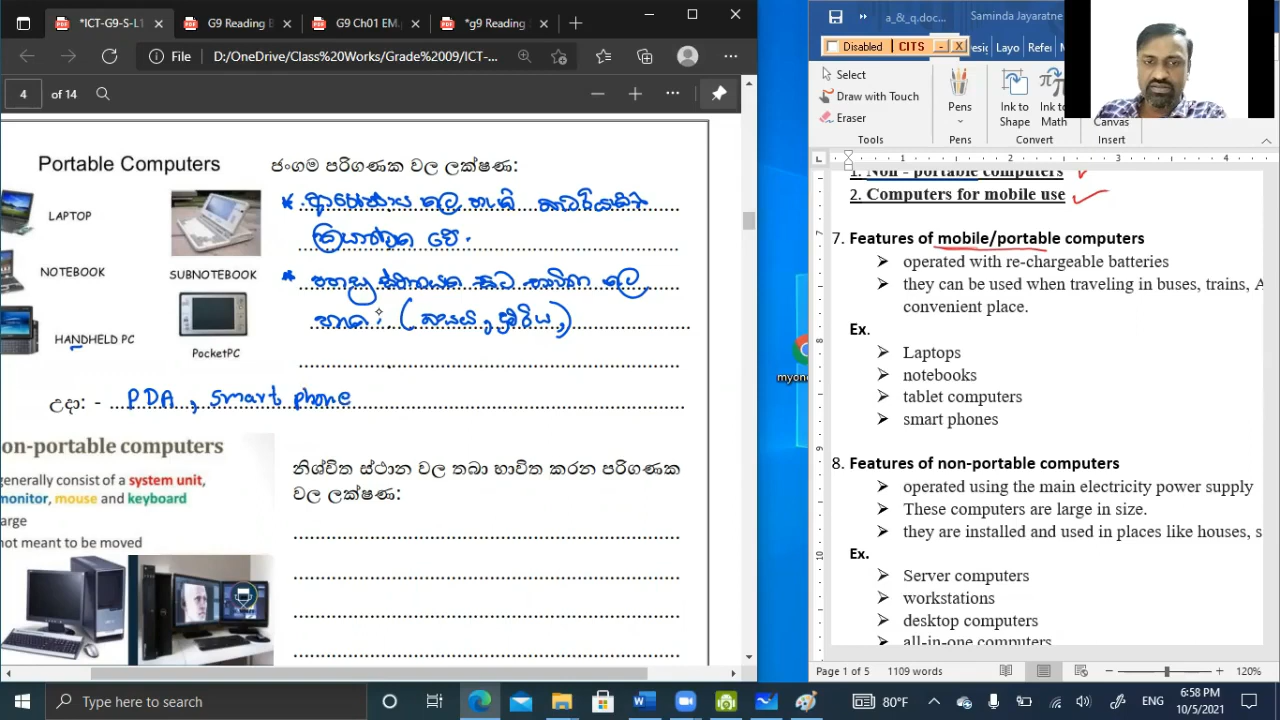 *ICT-G9-S-L1
G9 Reading B
G9 Ch01 EM.
*g9 Reading
File
D:/OneDrive/Class%20Works/Grade%2009/ICT-...
4 of 14
Portable Computers
ජංගම පරිගණක වල ලක්ෂණ:
LAPTOP
NOTEBOOK
SUBNOTEBOOK
HANDHELD PC
PocketPC
උදා: - PDA , smart phone
on-portable computers
generally consist of a system unit,
monitor, mouse and keyboard
arge
not meant to be moved
නිශ්චිත ස්ථාන වල තබා භාවිත කරන පරිගණක
වල ලක්ෂණ:
a_&_q.doc...
Saminda Jayaratne
Disabled CITS
Layo
Refer
Select
Draw with Touch
Eraser
Tools
Pens
Pens
Ink to
Shape
Ink to
Math
Convert
Canvas
Insert
1. Non - portable computers
2. Computers for mobile use
7. Features of mobile/portable computers
operated with re-chargeable batteries
they can be used when traveling in buses, trains, A
convenient place.
Ex.
Laptops
notebooks
tablet computers
smart phones
8. Features of non-portable computers
operated using the main electricity power supply
These computers are large in size.
they are installed and used in places like houses, s
Ex.
Server computers
workstations
desktop computers
all-in-one computers
Page 1 of 5
1109 words
120%
myon
Type here to search
80°F
ENG
6:58 PM
10/5/2021